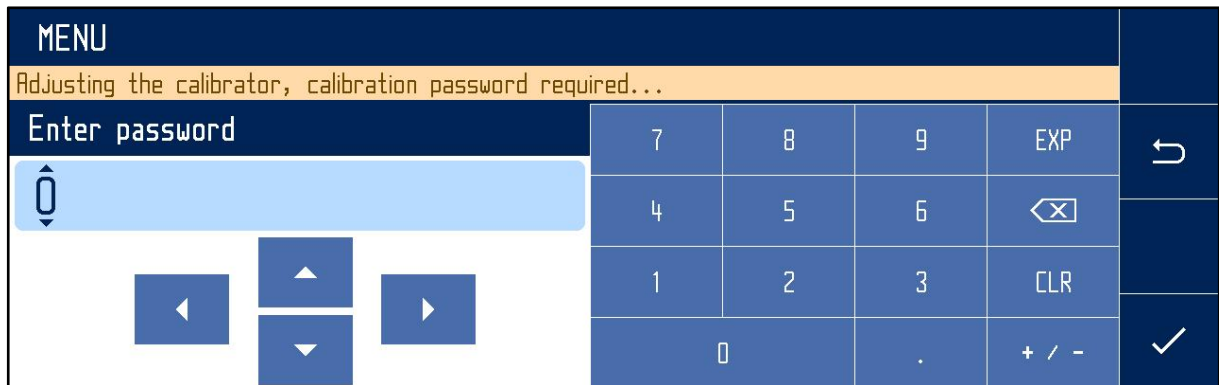 MENU
Adjusting the calibrator, calibration password required...
Enter password
0
7 8 9 EXP
4 5 6
1 2 3 CLR
0 . + / -